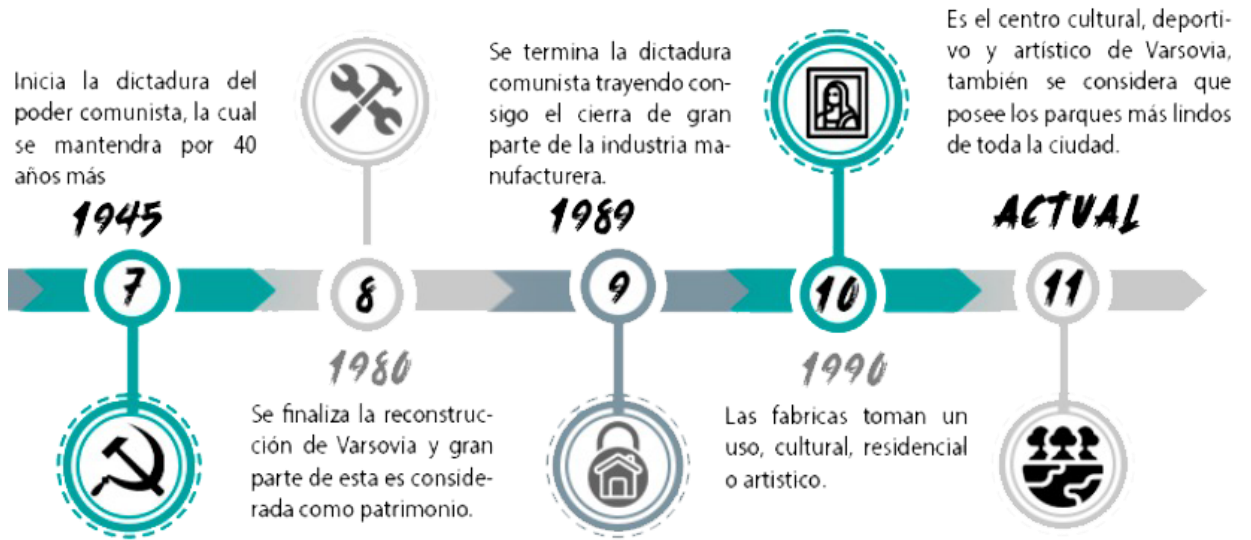 Inicia la dictadura del
poder comunista, la cual
se mantendra por 40
años más
1945
7
8
1980
Se finaliza la reconstruc-
ción de Varsovia y gran
parte de esta es conside-
rada como patrimonio.
Se termina la dictadura
comunista trayendo con-
sigo el cierra de gran
parte de la industria ma-
nufacturera.
1989
9
10
1990
Las fabricas toman un
uso, cultural, residencial
o artistico.
Es el centro cultural, deporti-
vo y artístico de Varsovia,
también se considera que
posee los parques más lindos
de toda la ciudad.
ACTUAL
11